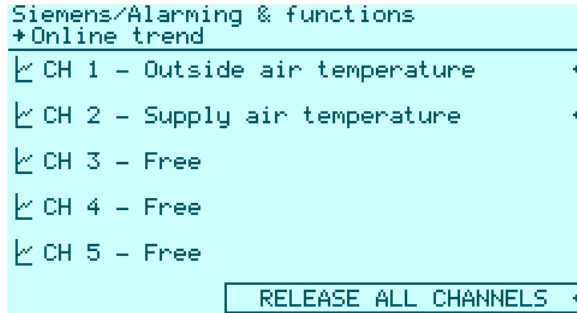 Siemens/Alarming & functions
Online trend
CH 1 - Outside air temperature
CH 2 - Supply air temperature
CH 3 - Free
CH 4 - Free
CH 5 - Free
RELEASE ALL CHANNELS